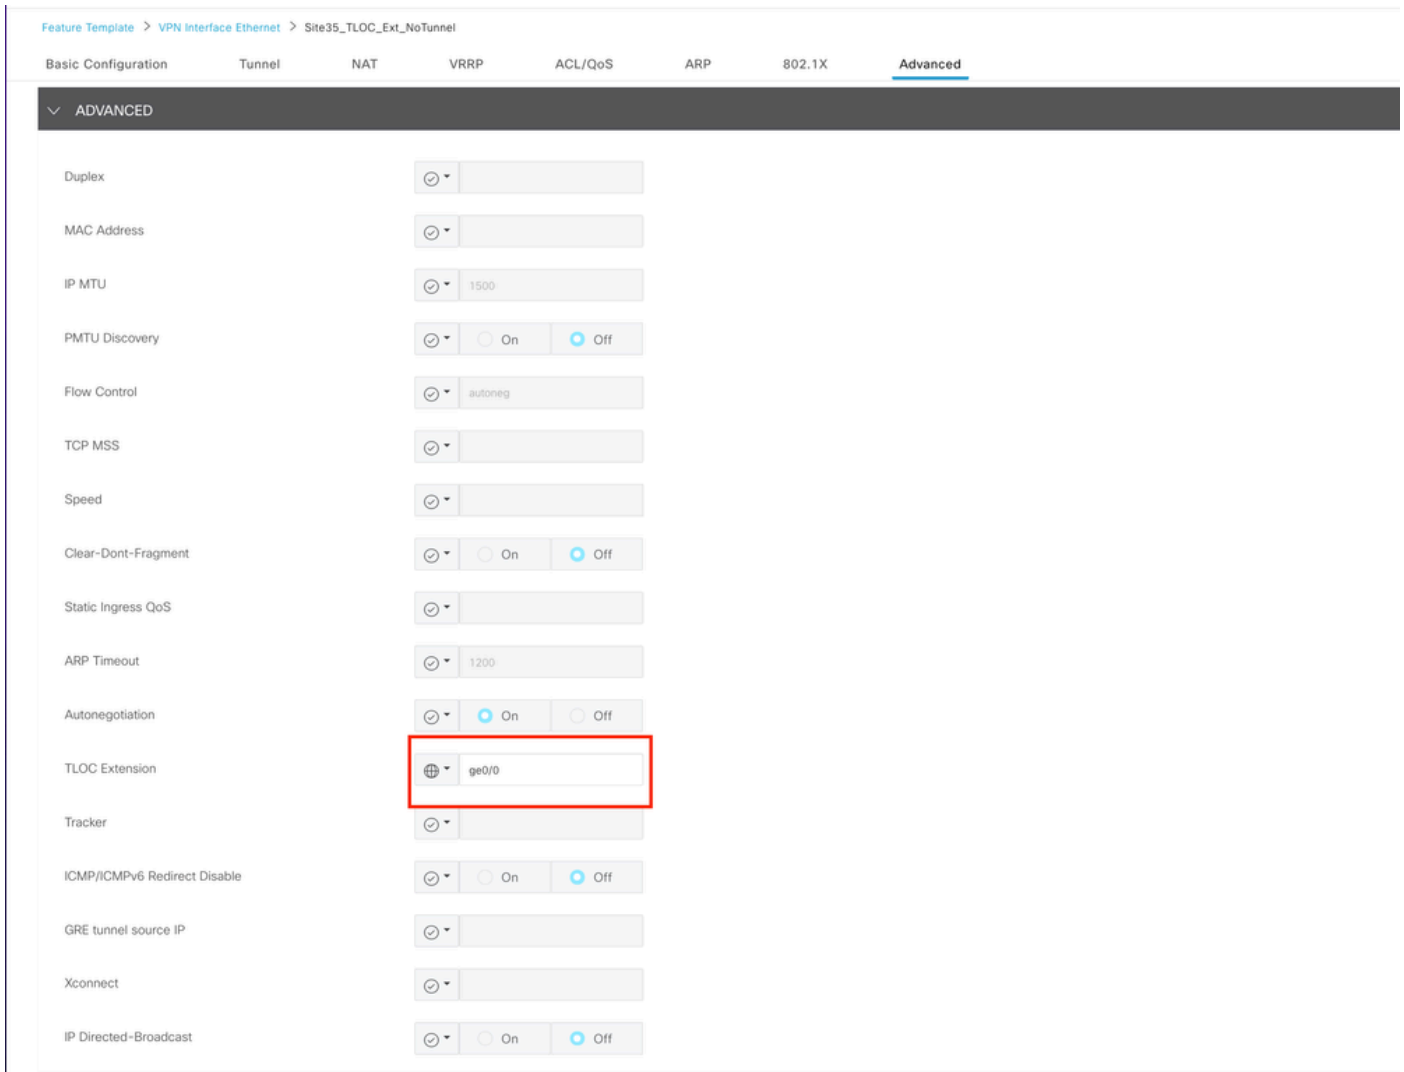 Feature Template > VPN Interface Ethernet > Site35_TLOC_Ext_NoTunnel
Basic Configuration Tunnel NAT VRRP ACL/QoS ARP 802.1X Advanced
ADVANCED
Duplex
MAC Address
IP MTU 1500
PMTU Discovery On Off
Flow Control autoneg
TCP MSS
Speed
Clear-Dont-Fragment On Off
Static Ingress QoS
ARP Timeout 1200
Autonegotiation On Off
TLOC Extension ge0/0
Tracker
ICMP/ICMPv6 Redirect Disable On Off
GRE tunnel source IP
Xconnect
IP Directed-Broadcast On Off